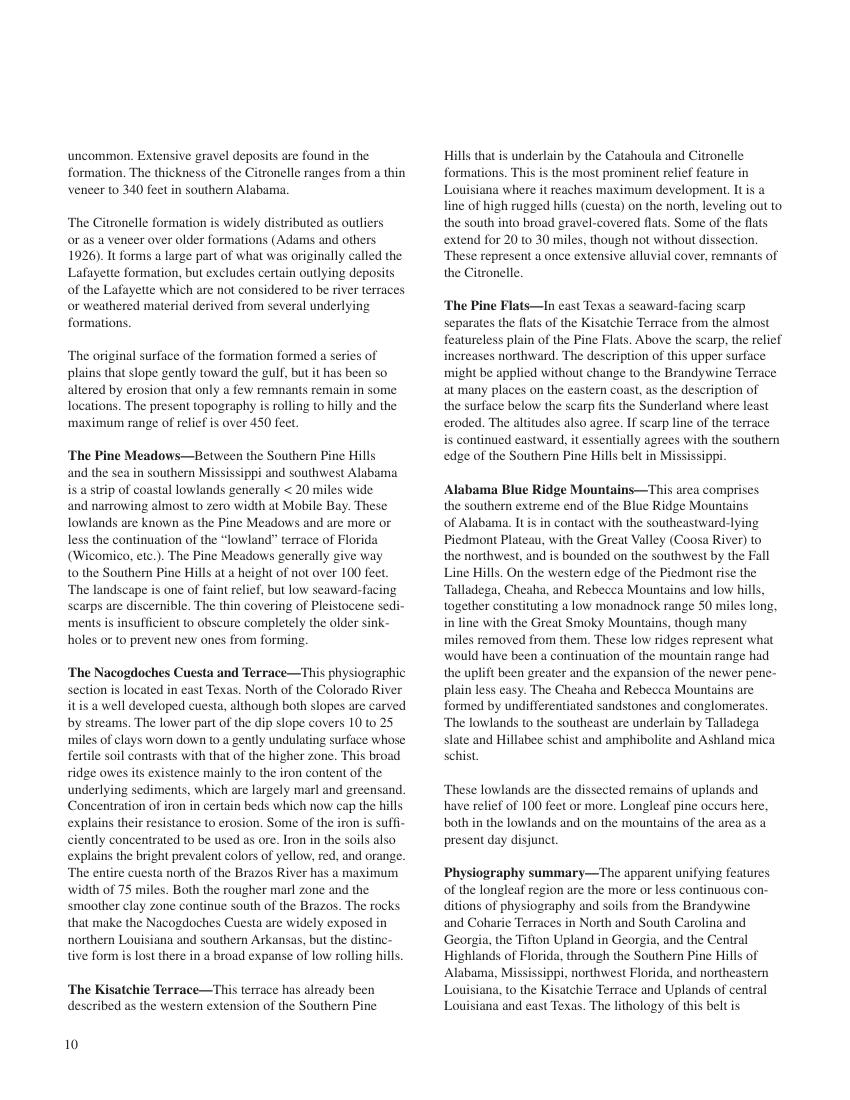 uncommon. Extensive gravel deposits are found in the
formation. The thickness of the Citronelle ranges from a thin
veneer to 340 feet in southern Alabama.
The Citronelle formation is widely distributed as outliers
or as a veneer over older formations (Adams and others
1926). It forms a large part of what was originally called the
Lafayette formation, but excludes certain outlying deposits
of the Lafayette which are not considered to be river terraces
or weathered material derived from several underlying
formations.
The original surface of the formation formed a series of
plains that slope gently toward the gulf, but it has been so
altered by erosion that only a few remnants remain in some
locations. The present topography is rolling to hilly and the
maximum range of relief is over 450 feet.
The Pine Meadows—Between the Southern Pine Hills
and the sea in southern Mississippi and southwest Alabama
is a strip of coastal lowlands generally < 20 miles wide
and narrowing almost to zero width at Mobile Bay. These
lowlands are known as the Pine Meadows and are more or
less the continuation of the “lowland” terrace of Florida
(Wicomico, etc.). The Pine Meadows generally give way
to the Southern Pine Hills at a height of not over 100 feet.
The landscape is one of faint relief, but low seaward-facing
scarps are discernible. The thin covering of Pleistocene sedi-
ments is insufficient to obscure completely the older sink-
holes or to prevent new ones from forming.
The Nacogdoches Cuesta and Terrace—This physiographic
section is located in east Texas. North of the Colorado River
it is a well developed cuesta, although both slopes are carved
by streams. The lower part of the dip slope covers 10 to 25
miles of clays worn down to a gently undulating surface whose
fertile soil contrasts with that of the higher zone. This broad
ridge owes its existence mainly to the iron content of the
underlying sediments, which are largely marl and greensand.
Concentration of iron in certain beds which now cap the hills
explains their resistance to erosion. Some of the iron is suffi-
ciently concentrated to be used as ore. Iron in the soils also
explains the bright prevalent colors of yellow, red, and orange.
The entire cuesta north of the Brazos River has a maximum
width of 75 miles. Both the rougher marl zone and the
smoother clay zone continue south of the Brazos. The rocks
that make the Nacogdoches Cuesta are widely exposed in
northern Louisiana and southern Arkansas, but the distinc-
tive form is lost there in a broad expanse of low rolling hills.
The Kisatchie Terrace—This terrace has already been
described as the western extension of the Southern Pine
Hills that is underlain by the Catahoula and Citronelle
formations. This is the most prominent relief feature in
Louisiana where it reaches maximum development. It is a
line of high rugged hills (cuesta) on the north, leveling out to
the south into broad gravel-covered flats. Some of the flats
extend for 20 to 30 miles, though not without dissection.
These represent a once extensive alluvial cover, remnants of
the Citronelle.
The Pine Flats—In east Texas a seaward-facing scarp
separates the flats of the Kisatchie Terrace from the almost
featureless plain of the Pine Flats. Above the scarp, the relief
increases northward. The description of this upper surface
might be applied without change to the Brandywine Terrace
at many places on the eastern coast, as the description of
the surface below the scarp fits the Sunderland where least
eroded. The altitudes also agree. If scarp line of the terrace
is continued eastward, it essentially agrees with the southern
edge of the Southern Pine Hills belt in Mississippi.
Alabama Blue Ridge Mountains—This area comprises
the southern extreme end of the Blue Ridge Mountains
of Alabama. It is in contact with the southeastward-lying
Piedmont Plateau, with the Great Valley (Coosa River) to
the northwest, and is bounded on the southwest by the Fall
Line Hills. On the western edge of the Piedmont rise the
Talladega, Cheaha, and Rebecca Mountains and low hills,
together constituting a low monadnock range 50 miles long,
in line with the Great Smoky Mountains, though many
miles removed from them. These low ridges represent what
would have been a continuation of the mountain range had
the uplift been greater and the expansion of the newer pene-
plain less easy. The Cheaha and Rebecca Mountains are
formed by undifferentiated sandstones and conglomerates.
The lowlands to the southeast are underlain by Talladega
slate and Hillabee schist and amphibolite and Ashland mica
schist.
These lowlands are the dissected remains of uplands and
have relief of 100 feet or more. Longleaf pine occurs here,
both in the lowlands and on the mountains of the area as a
present day disjunct.
Physiography summary—The apparent unifying features
of the longleaf region are the more or less continuous con-
ditions of physiography and soils from the Brandywine
and Coharie Terraces in North and South Carolina and
Georgia, the Tifton Upland in Georgia, and the Central
Highlands of Florida, through the Southern Pine Hills of
Alabama, Mississippi, northwest Florida, and northeastern
Louisiana, to the Kisatchie Terrace and Uplands of central
Louisiana and east Texas. The lithology of this belt is
10